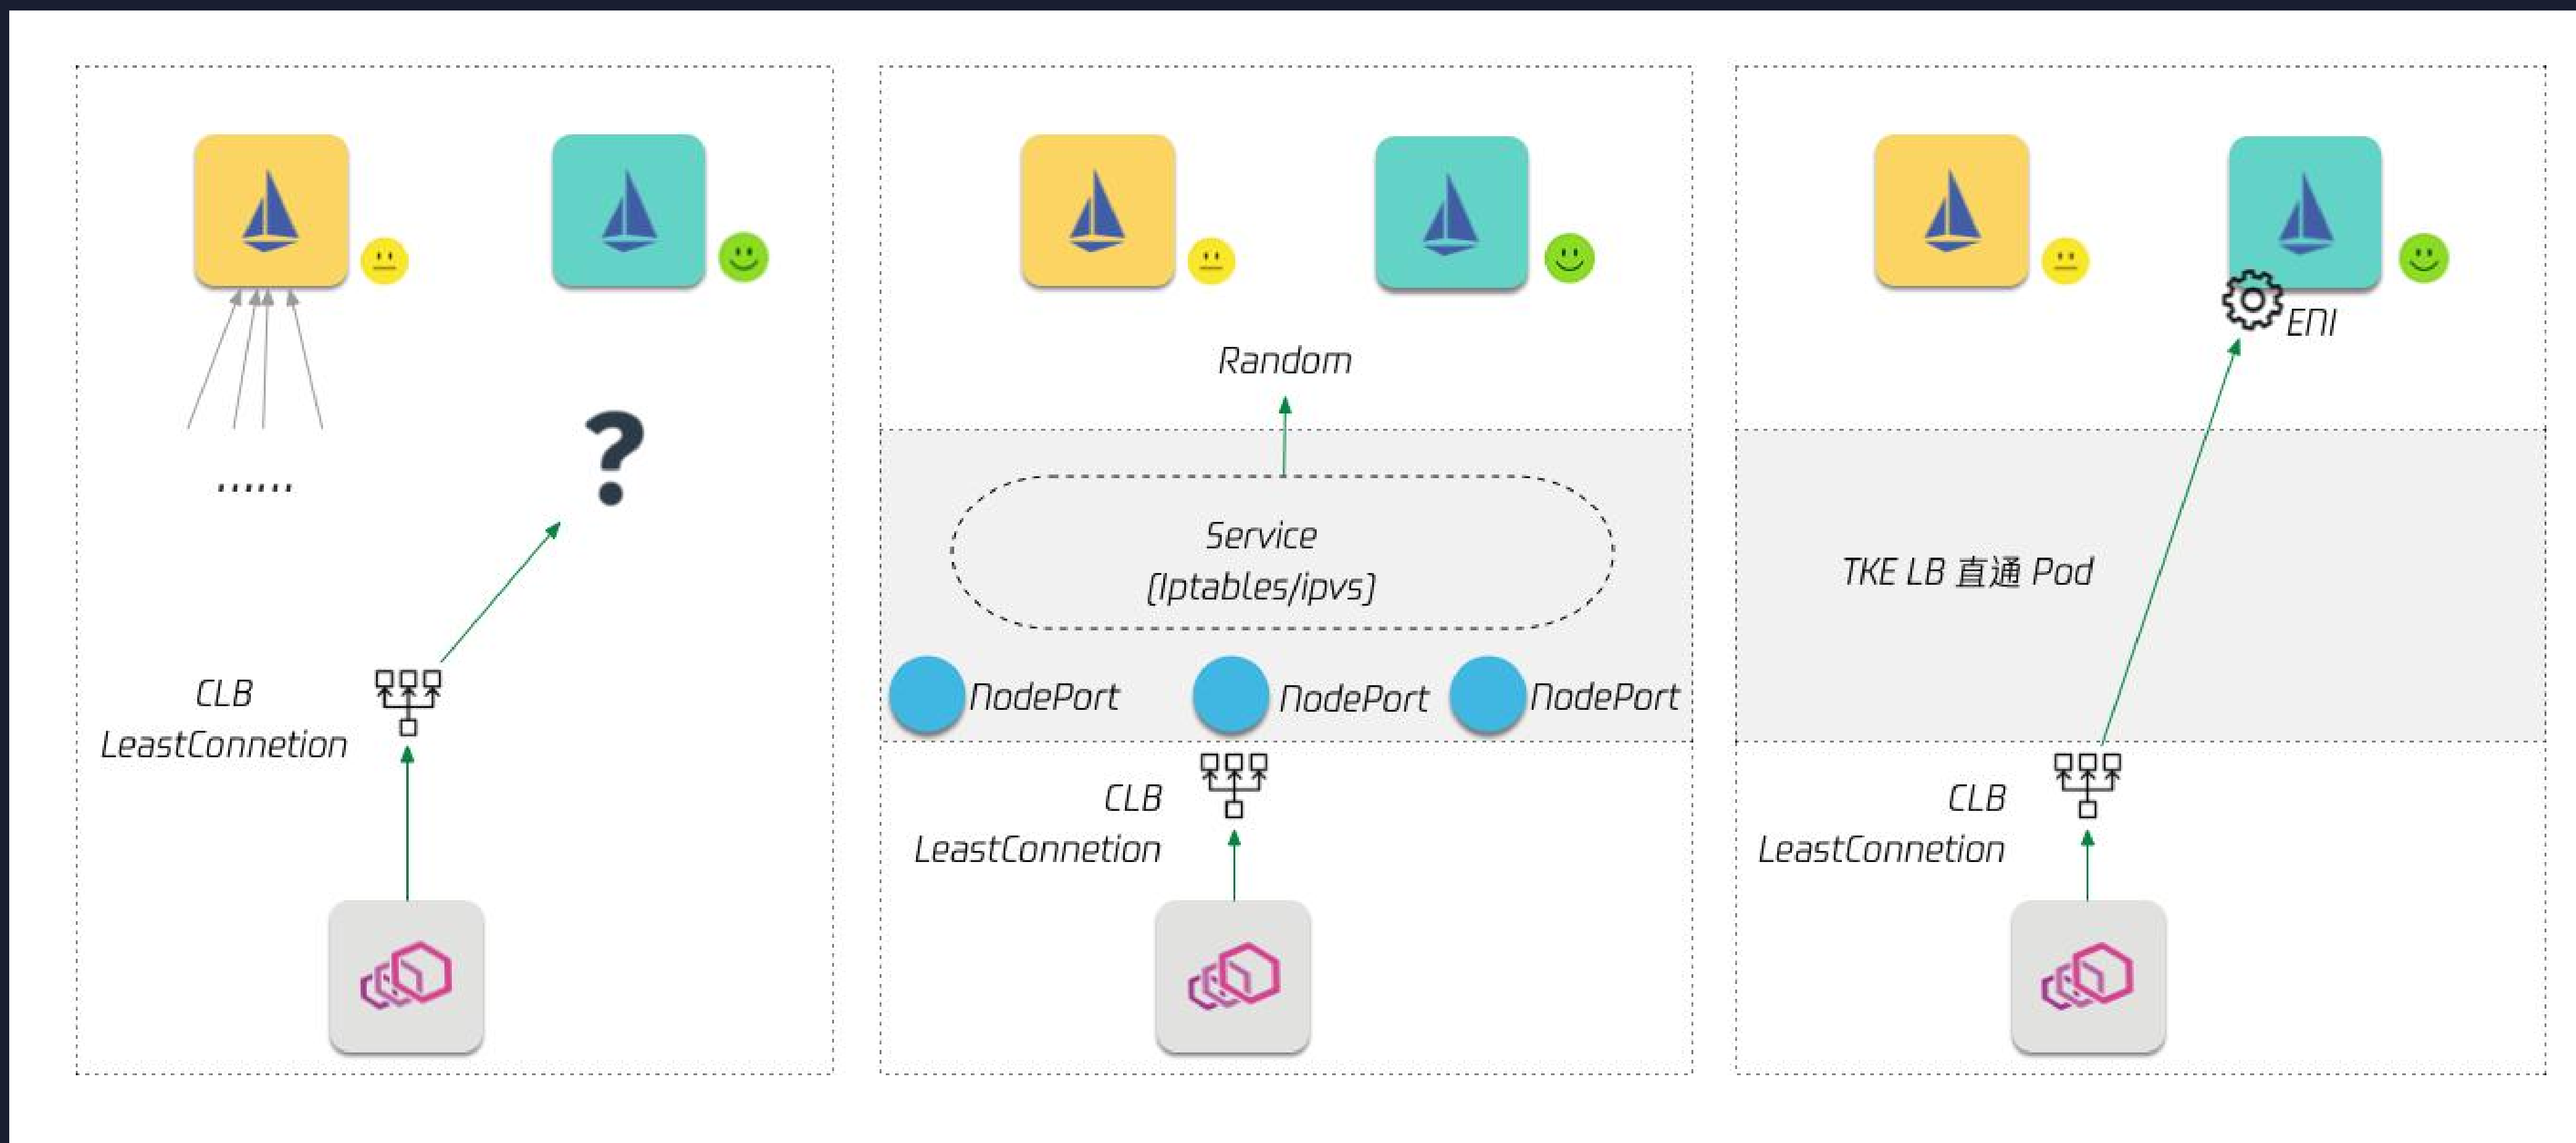 ......
CLB
LeastConnetion
Random
Service
(Iptables/ipvs)
NodePort
NodePort
NodePort
CLB
LeastConnetion
ENI
TKE LB 直通 Pod
CLB
LeastConnetion